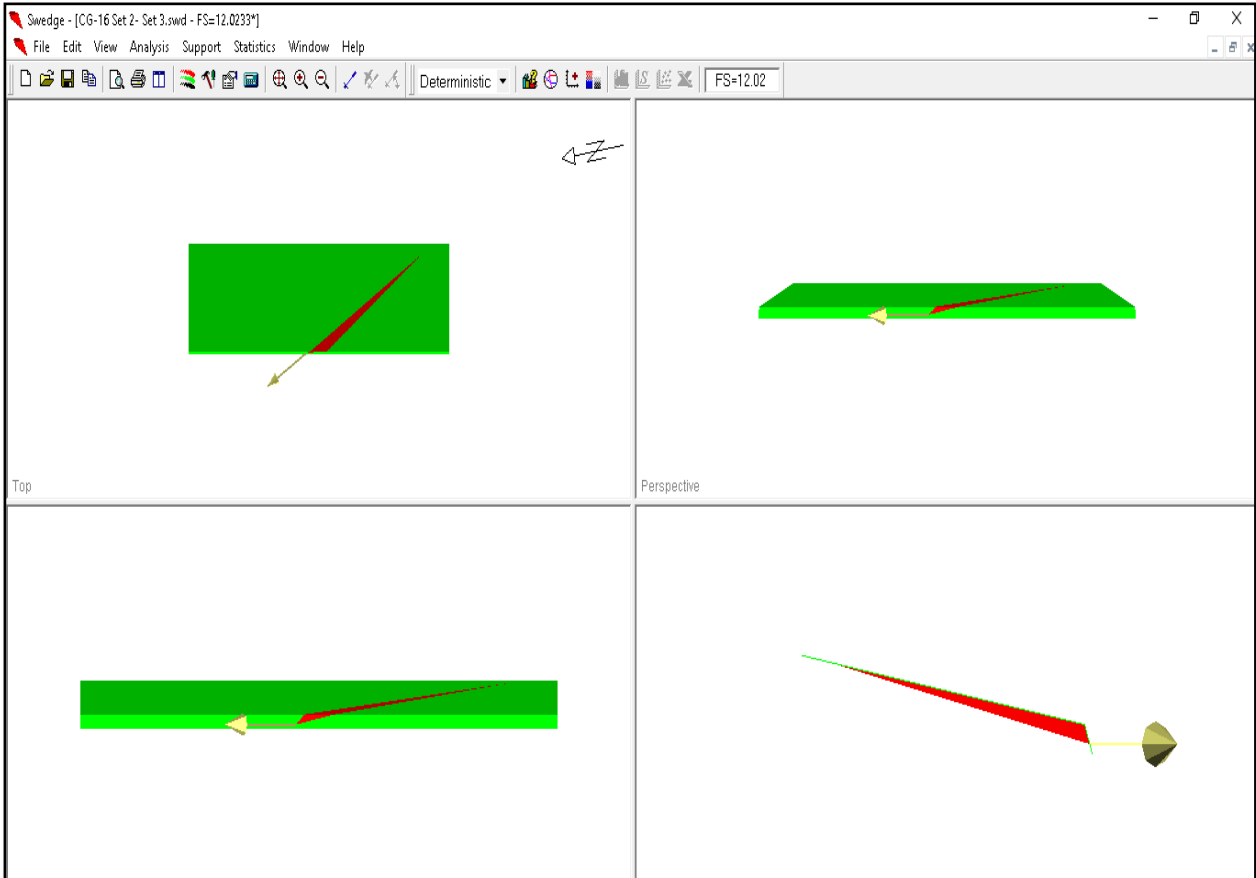 Swedge - [CG-16 Set 2- Set 3.swd - FS=12.0233*]
File Edit View Analysis Support Statistics Window Help
Deterministic FS=12.02
N
Top
Perspective